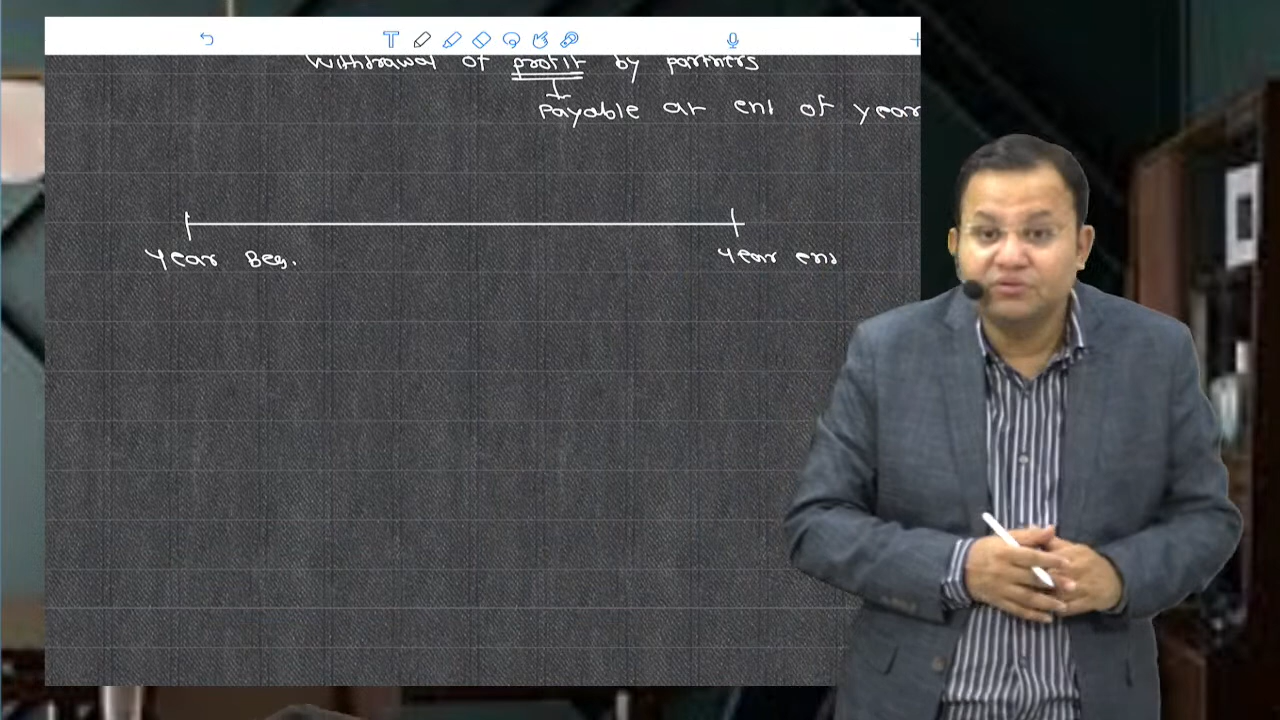 Withdrawal of profit by partners
Payable at end of year
Year Beg.
Year end